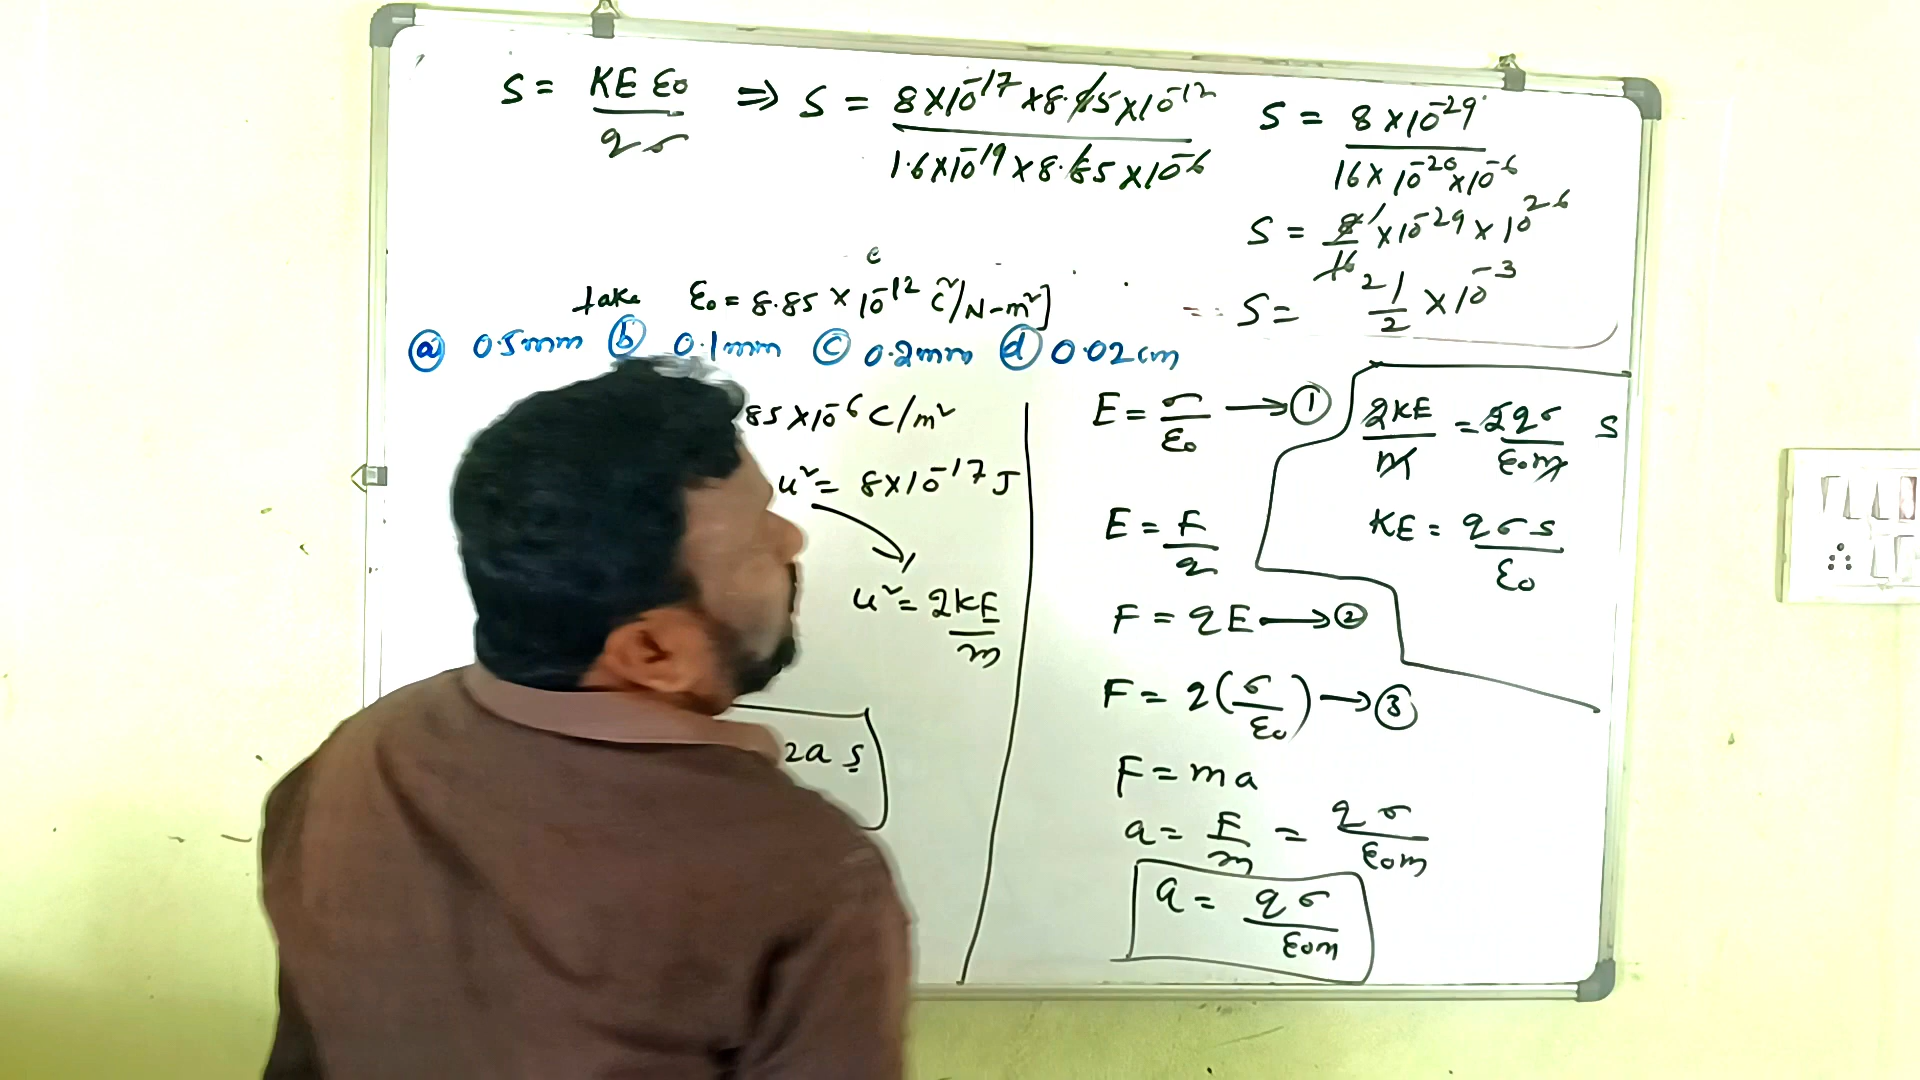 S = KE ε₀ / qσ ⇒ S = 8×10⁻¹⁷ ×8.85×10⁻¹² / 1.6×10⁻¹⁹ × 8.85 ×10⁻⁶
S = 8 ×10⁻²⁹ / 16× 10⁻²⁰ ×10⁻⁶
S = 8/16 ×10⁻²⁹ × 10²⁶
S = 1/2 ×10⁻³
take ε₀ = 8.85 × 10⁻¹² C²/N-m²]
ⓐ 0.5mm ⓑ 0.1mm ⓒ 0.2mm ⓓ 0.02cm
85 ×10⁻⁶ C/m²
u² = 8×10⁻¹⁷ J
u² = 2KE/m
2a s
E = σ/ε₀ → ①
E = F/q
F = qE → ②
F = q(σ/ε₀) → ③
F = ma
a = F/m = qσ/ε₀m
a = qσ/ε₀m
2KE/m = 2qσ/ε₀m S
KE = qσs/ε₀